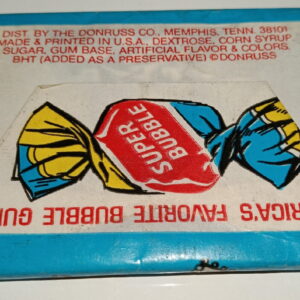 DIST. BY THE DONRUSS CO., MEMPHIS, TENN. 38101
MADE & PRINTED IN U.S.A., DEXTROSE, CORN SYRUP,
SUGAR, GUM BASE, ARTIFICIAL FLAVOR & COLORS.
BHT (ADDED AS A PRESERVATIVE) © DONRUSS
SUPER
BUBBLE
RICA'S FAVORITE BUBBLE GUM